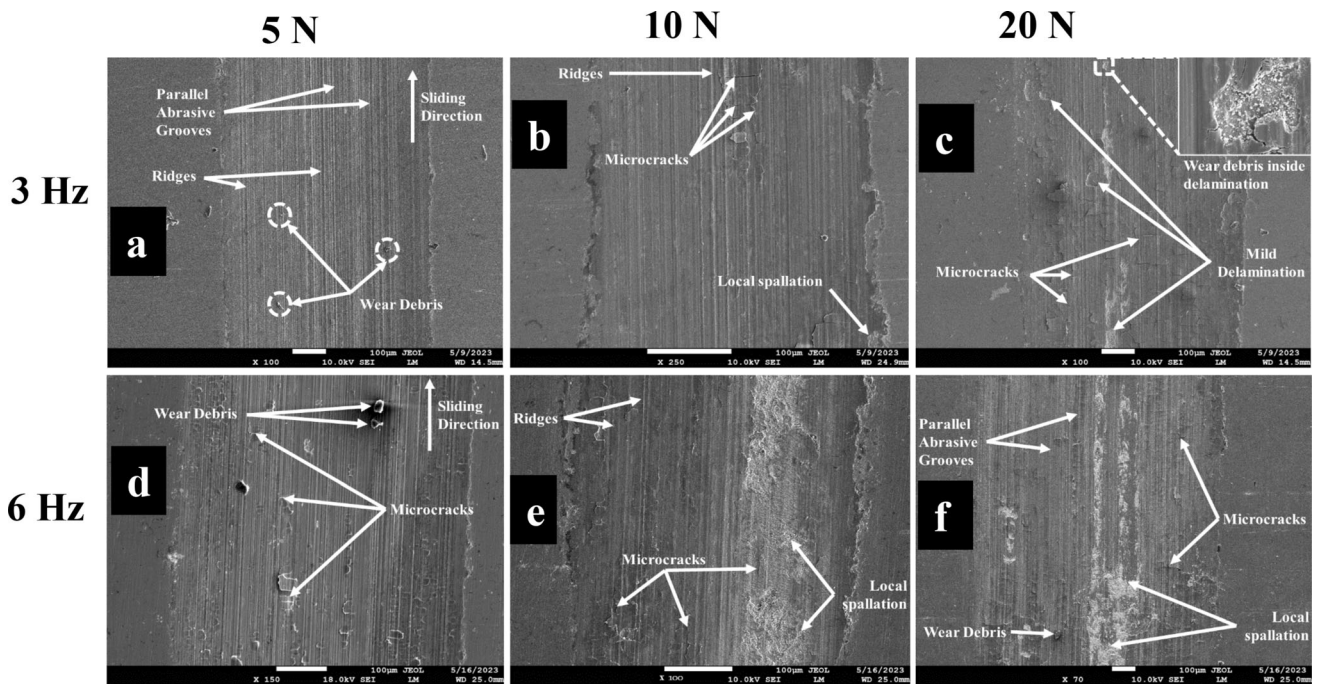 5 N
10 N
20 N
3 Hz
6 Hz
Parallel
Abrasive
Grooves
Sliding
Direction
Ridges
a
Wear Debris
100μm JEOL 5/9/2023
X 100 10.0kV SEI LM WD 14.5mm
Ridges
b
Microcracks
Local spallation
100μm JEOL 5/9/2023
X 250 10.0kV SEI LM WD 24.9mm
c
Wear debris inside
delamination
Microcracks
Mild
Delamination
100μm JEOL 5/9/2023
X 100 10.0kV SEI LM WD 14.5mm
Wear Debris
Sliding
Direction
d
Microcracks
100μm JEOL 5/16/2023
X 150 18.0kV SEI LM WD 25.0mm
Ridges
e
Microcracks
Local
spallation
100μm JEOL 5/16/2023
X 100 10.0kV SEI LM WD 25.0mm
Parallel
Abrasive
Grooves
f
Microcracks
Wear Debris
Local
spallation
100μm JEOL 5/16/2023
X 70 10.0kV SEI LM WD 25.0mm